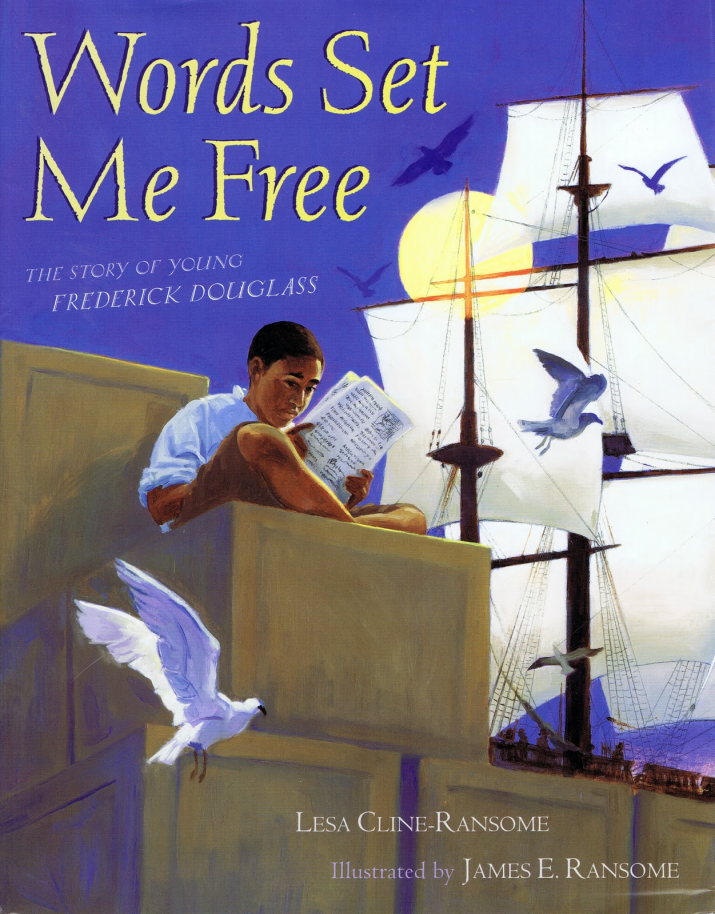 Words Set
Me Free
THE STORY OF YOUNG
FREDERICK DOUGLASS
LESA CLINE-RANSOME
Illustrated by JAMES E. RANSOME